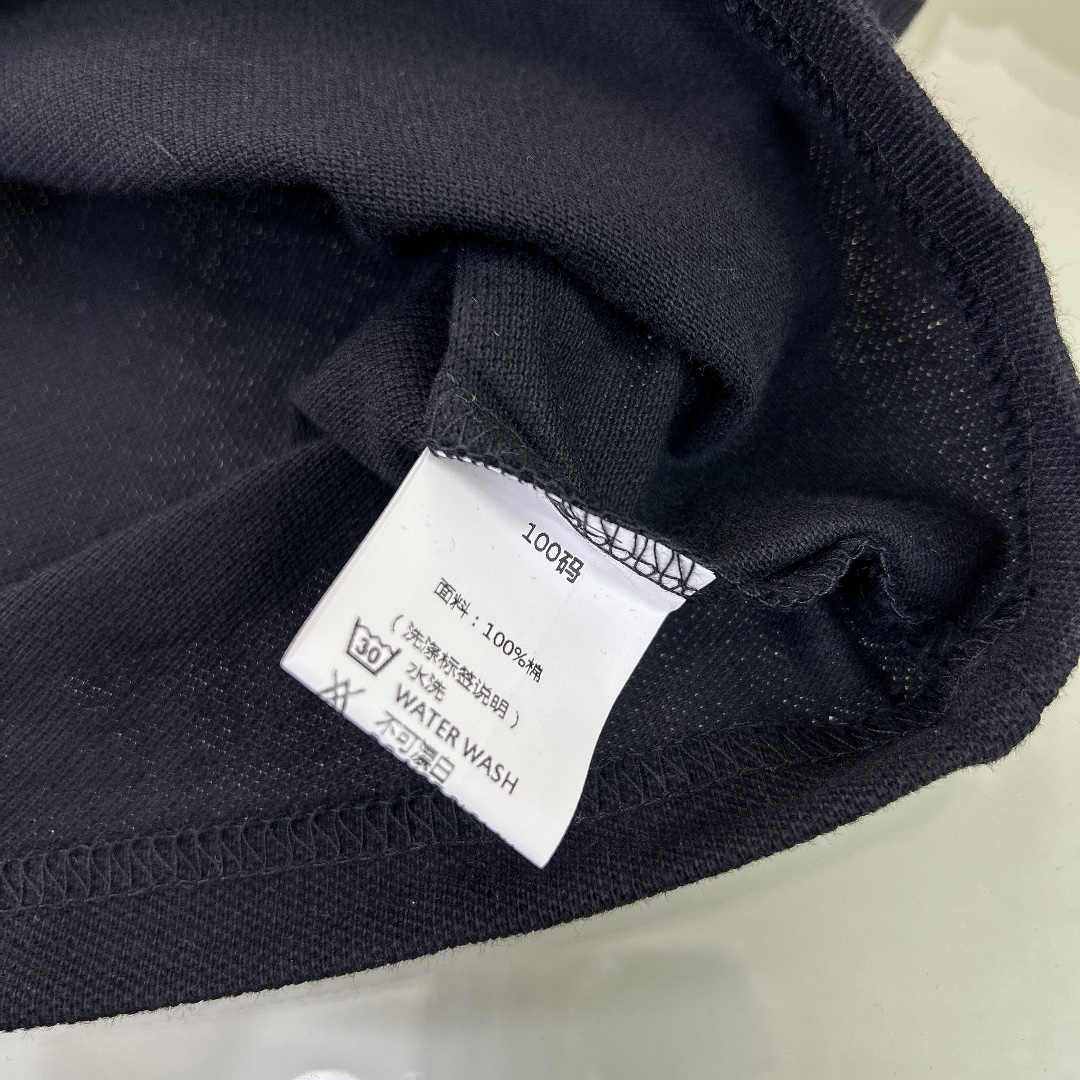 100码
面料：100%棉
（洗涤标签说明）
30 水洗
WATER WASH
不可漂白